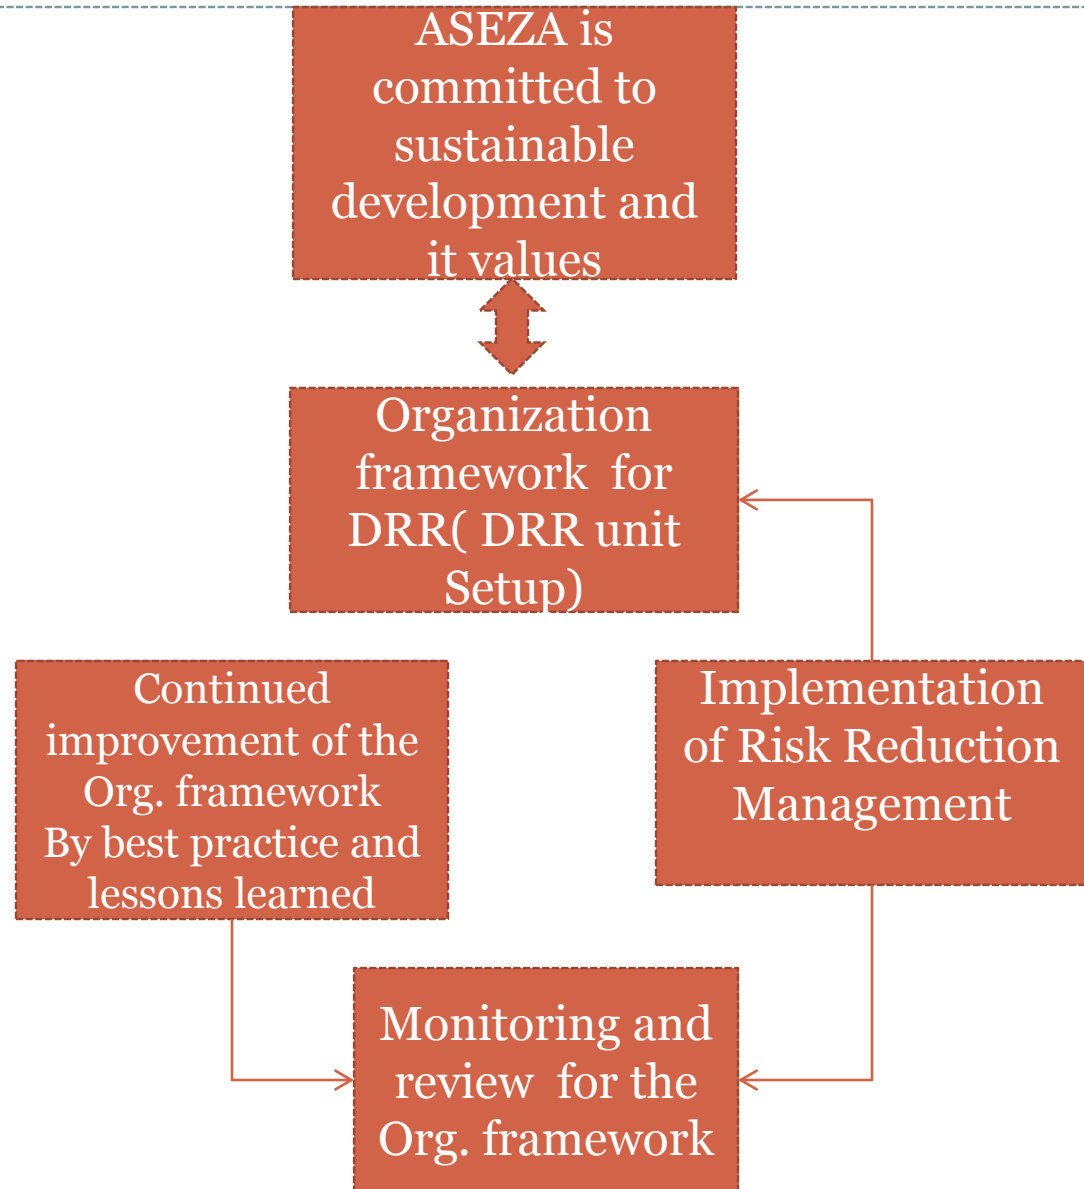 ASEZA is
committed to
sustainable
development and
it values
Organization
framework for
DRR( DRR unit
Setup)
Continued
improvement of the
Org. framework
By best practice and
lessons learned
Implementation
of Risk Reduction
Management
Monitoring and
review for the
Org. framework